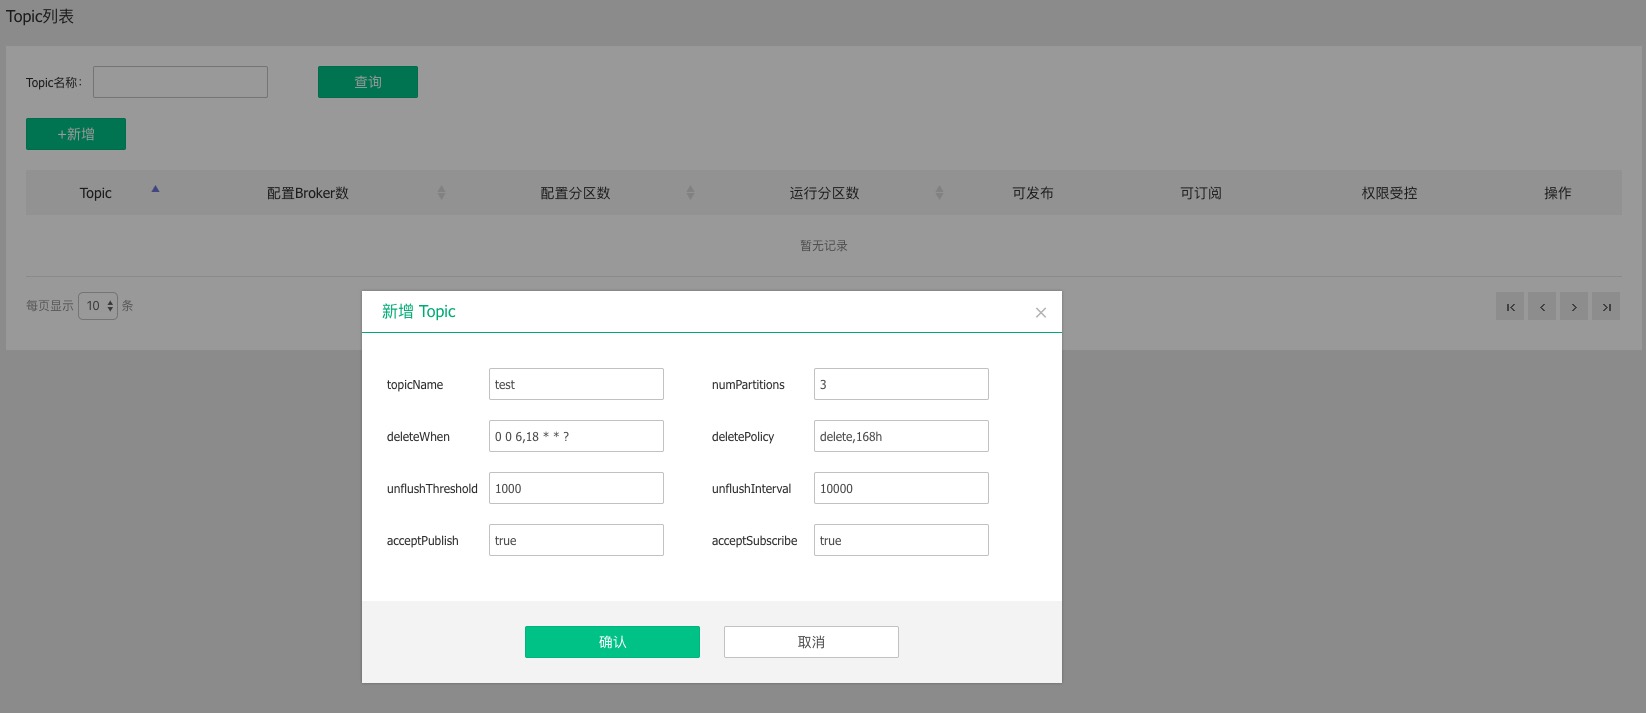 Topic列表
Topic名称：
查询
+新增
Topic 配置Broker数 配置分区数 运行分区数 可发布 可订阅 权限受控 操作
暂无记录
每页显示 10 条
新增 Topic
topicName test numPartitions 3
deleteWhen 0 0 6,18 * * ? deletePolicy delete,168h
unflushThreshold 1000 unflushInterval 10000
acceptPublish true acceptSubscribe true
确认 取消